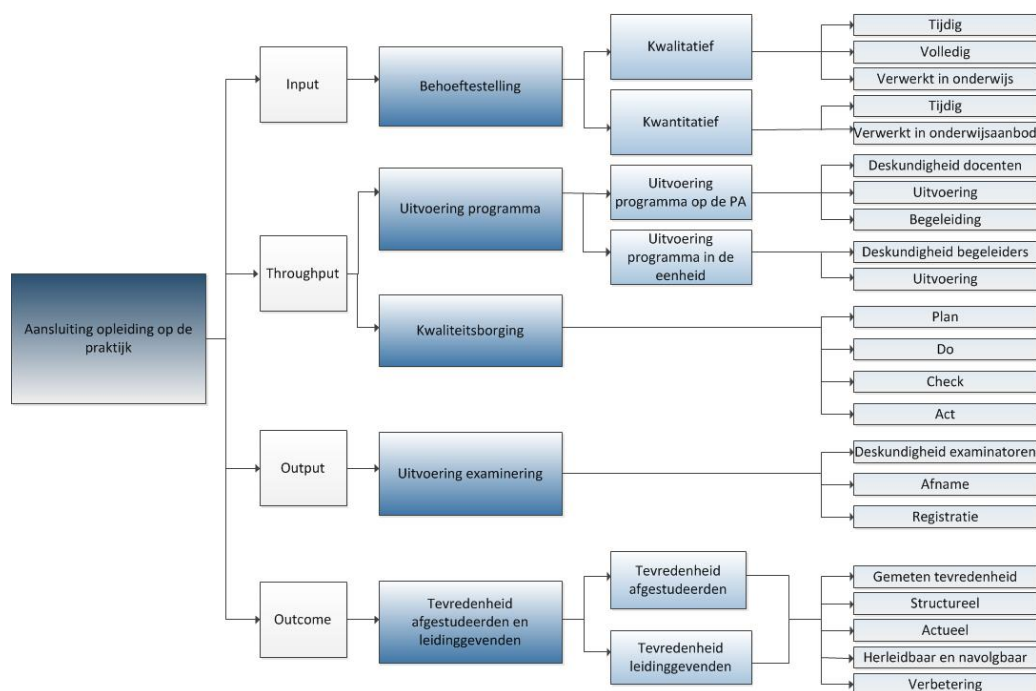 Aansluiting opleiding op de
praktijk
Input
Behoeftestelling
Kwalitatief
Tijdig
Volledig
Verwerkt in onderwijs
Kwantitatief
Tijdig
Verwerkt in onderwijsaanbod
Throughput
Uitvoering programma
Uitvoering
programma op de PA
Deskundigheid docenten
Uitvoering
Begeleiding
Uitvoering
programma in de
eenheid
Deskundigheid begeleiders
Uitvoering
Kwaliteitsborging
Plan
Do
Check
Act
Output
Uitvoering examinering
Deskundigheid examinatoren
Afname
Registratie
Outcome
Tevredenheid
afgestudeerden en
leidinggevenden
Tevredenheid
afgestudeerden
Tevredenheid
leidinggevenden
Gemeten tevredenheid
Structureel
Actueel
Herleidbaar en navolgbaar
Verbetering